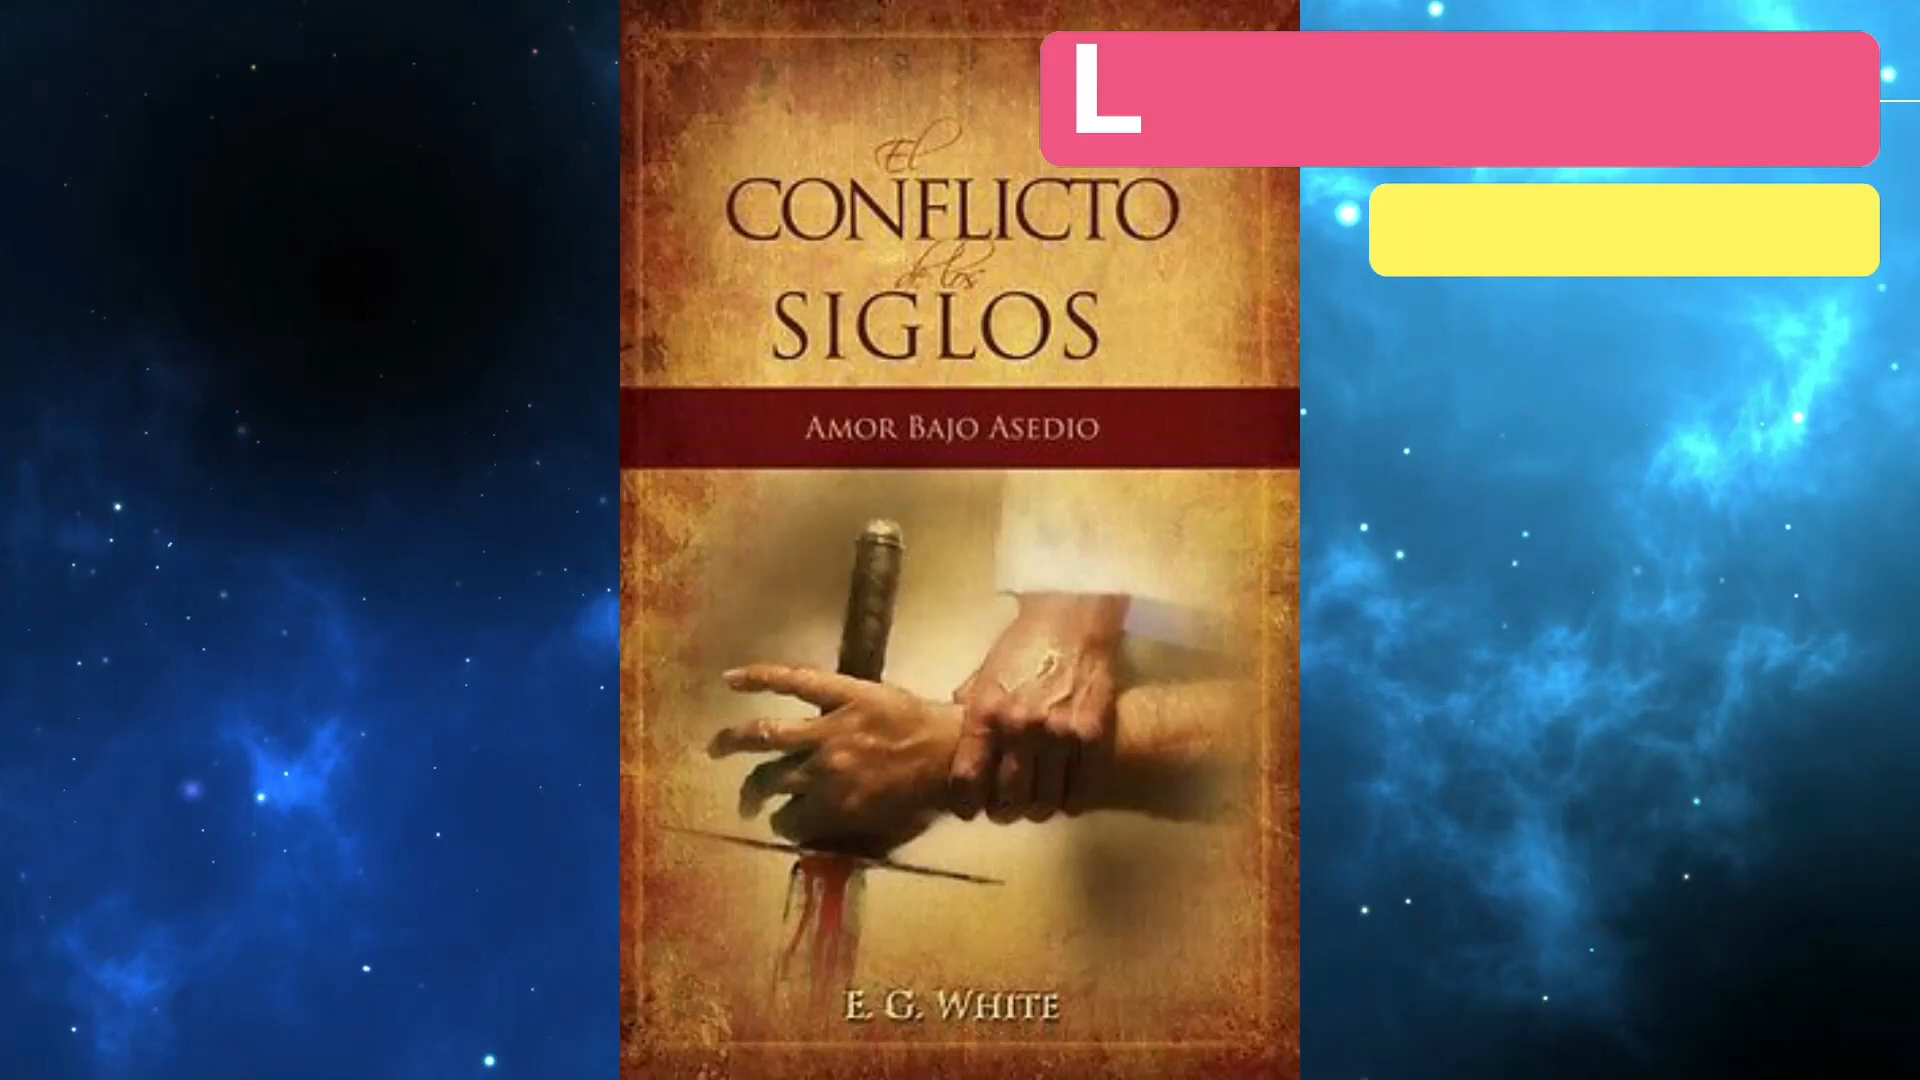 L
El
CONFLICTO
de los
SIGLOS
AMOR BAJO ASEDIO
E. G. WHITE